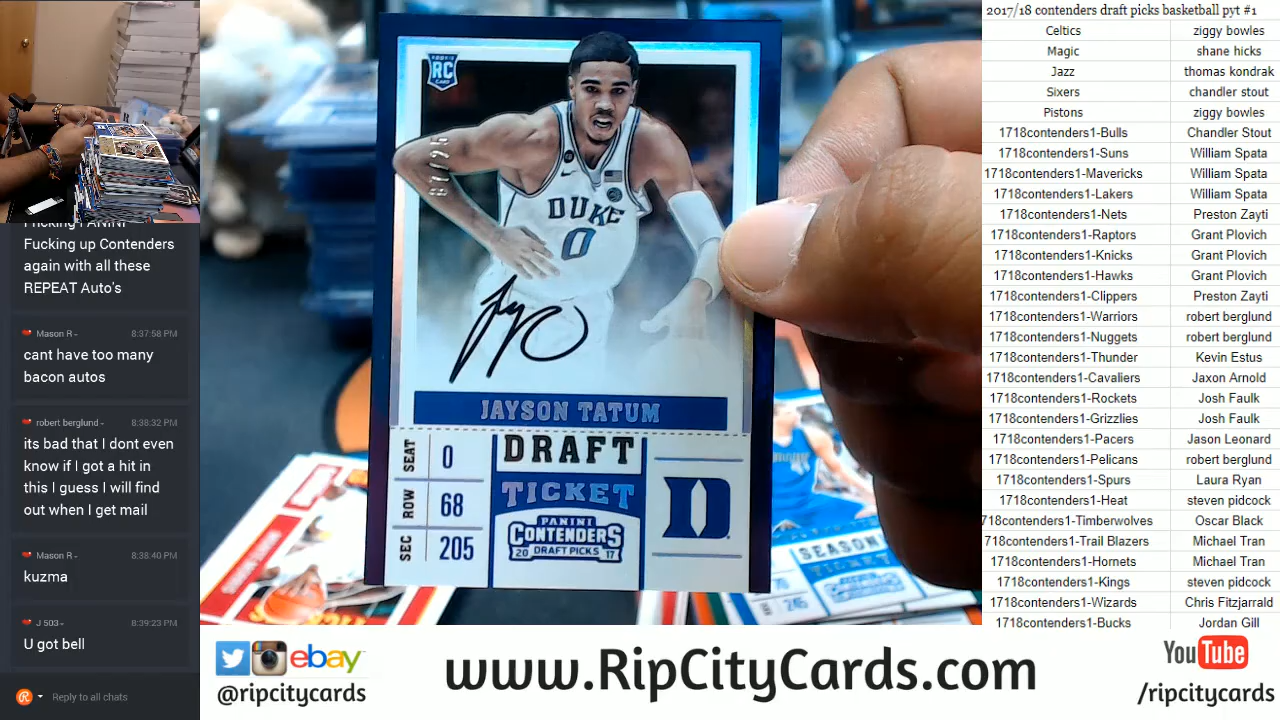 2017/18 contenders draft picks basketball pyt #1
Celtics ziggy bowles
Magic shane hicks
Jazz thomas kondrak
Sixers chandler stout
Pistons ziggy bowles
1718contenders1-Bulls Chandler Stout
1718contenders1-Suns William Spata
1718contenders1-Mavericks William Spata
1718contenders1-Lakers William Spata
1718contenders1-Nets Preston Zayti
1718contenders1-Raptors Grant Plovich
1718contenders1-Knicks Grant Plovich
1718contenders1-Hawks Grant Plovich
1718contenders1-Clippers Preston Zayti
1718contenders1-Warriors robert berglund
1718contenders1-Nuggets robert berglund
1718contenders1-Thunder Kevin Estus
1718contenders1-Cavaliers Jaxon Arnold
1718contenders1-Rockets Josh Faulk
1718contenders1-Grizzlies Josh Faulk
1718contenders1-Pacers Jason Leonard
1718contenders1-Pelicans robert berglund
1718contenders1-Spurs Laura Ryan
1718contenders1-Heat steven pidcock
718contenders1-Timberwolves Oscar Black
718contenders1-Trail Blazers Michael Tran
1718contenders1-Hornets Michael Tran
1718contenders1-Kings steven pidcock
1718contenders1-Wizards Chris Fitzjarrald
1718contenders1-Bucks Jordan Gill
Fucking up Contenders
again with all these
REPEAT Auto's
Mason R - 8:37:58 PM
cant have too many
bacon autos
robert berglund - 8:38:32 PM
its bad that I dont even
know if I got a hit in
this I guess I will find
out when I get mail
Mason R - 8:38:40 PM
kuzma
J 503 - 8:39:23 PM
U got bell
Reply to all chats
ROOKIE
RC
CARD
DUKE
0
JAYSON TATUM
SEAT 0
ROW 68
SEC 205
DRAFT
TICKET
PANINI
CONTENDERS
20 DRAFT PICKS 17
D
SEASON
TICKET
ebay
@ripcitycards
www.RipCityCards.com
YouTube
/ripcitycards